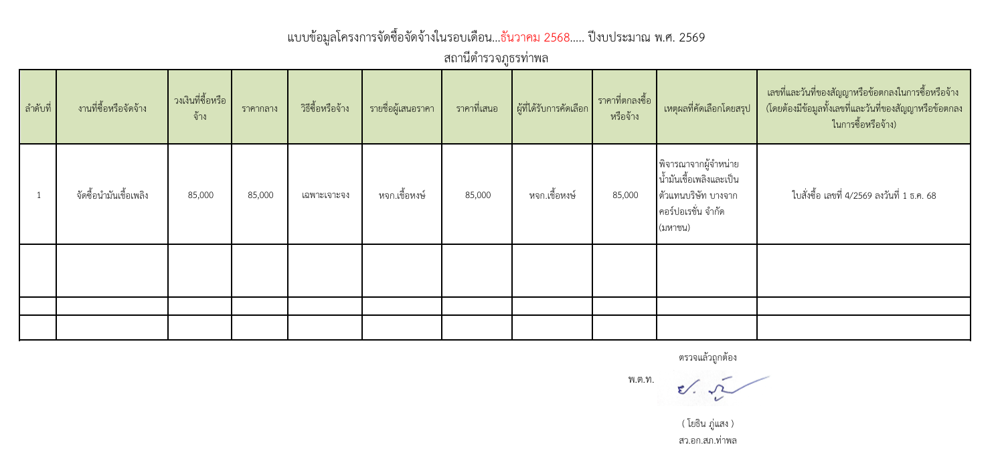 แบบข้อมูลโครงการจัดซื้อจัดจ้างในรอบเดือน...ธันวาคม 2568..... ปีงบประมาณ พ.ศ. 2569
สถานีตำรวจภูธรท่าพล
ลำดับที่
งานที่ซื้อหรือจัดจ้าง
วงเงินที่ซื้อหรือ
จ้าง
ราคากลาง
วิธีซื้อหรือจ้าง
รายชื่อผู้เสนอราคา
ราคาที่เสนอ
ผู้ที่ได้รับการคัดเลือก
ราคาที่ตกลงซื้อ
หรือจ้าง
เหตุผลที่คัดเลือกโดยสรุป
เลขที่และวันที่ของสัญญาหรือข้อตกลงในการซื้อหรือจ้าง
(โดยต้องมีข้อมูลทั้งเลขที่และวันที่ของสัญญาหรือข้อตกลง
ในการซื้อหรือจ้าง)
1
จัดซื้อนำมันเชื้อเพลิง
85,000
85,000
เฉพาะเจาะจง
หจก.เชื้อหงษ์
85,000
หจก.เชื้อหงษ์
85,000
พิจารณาจากผู้จำหน่าย
น้ำมันเชื้อเพลิงและเป็น
ตัวแทนบริษัท บางจาก
คอร์ปอเรชั่น จำกัด
(มหาชน)
ใบสั่งซื้อ เลขที่ 4/2569 ลงวันที่ 1 ธ.ค. 68
ตรวจแล้วถูกต้อง
พ.ต.ท.
( โยธิน ภู่แสง )
สว.อก.สภ.ท่าพล